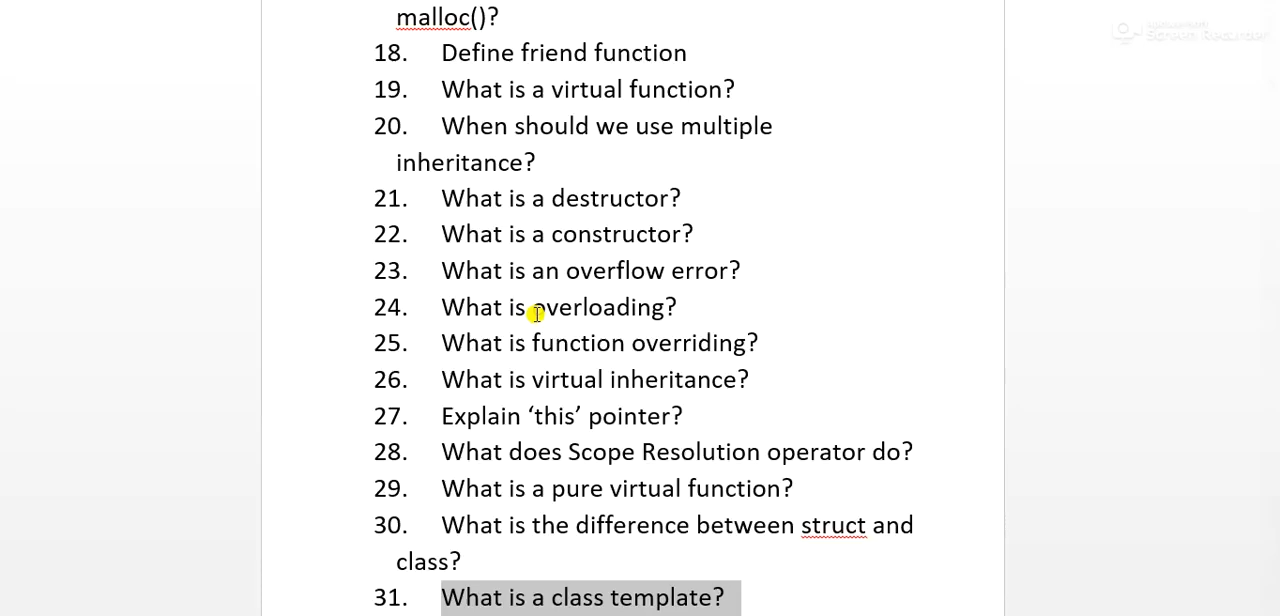 malloc()?
18. Define friend function
19. What is a virtual function?
20. When should we use multiple
inheritance?
21. What is a destructor?
22. What is a constructor?
23. What is an overflow error?
24. What is overloading?
25. What is function overriding?
26. What is virtual inheritance?
27. Explain ‘this’ pointer?
28. What does Scope Resolution operator do?
29. What is a pure virtual function?
30. What is the difference between struct and
class?
31. What is a class template?
Screen Recorder